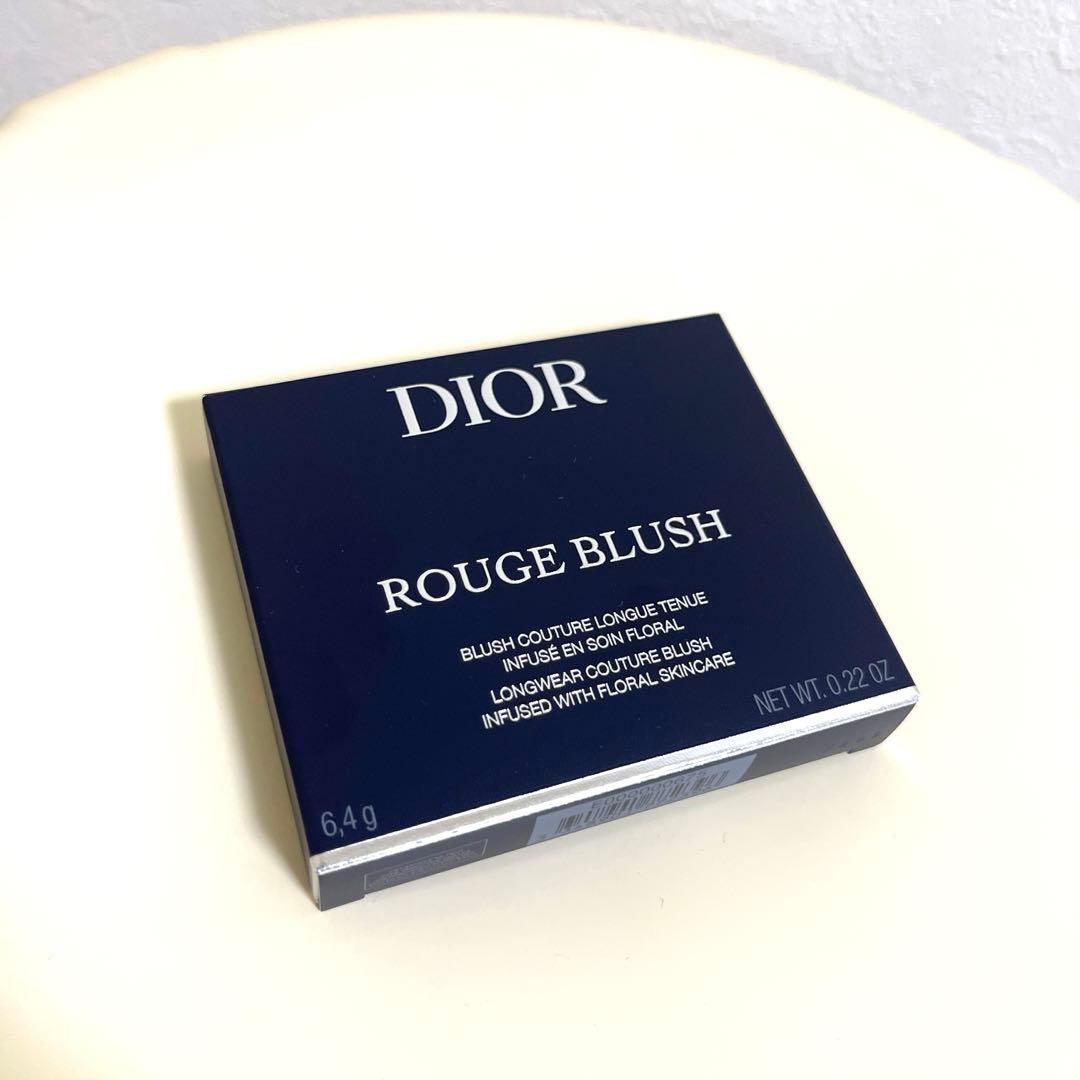 DIOR
ROUGE BLUSH
BLUSH COUTURE LONGUE TENUE
INFUSÉ EN SOIN FLORAL
LONGWEAR COUTURE BLUSH
INFUSED WITH FLORAL SKINCARE
NET WT. 0.22 OZ
6,4 g
E000000675